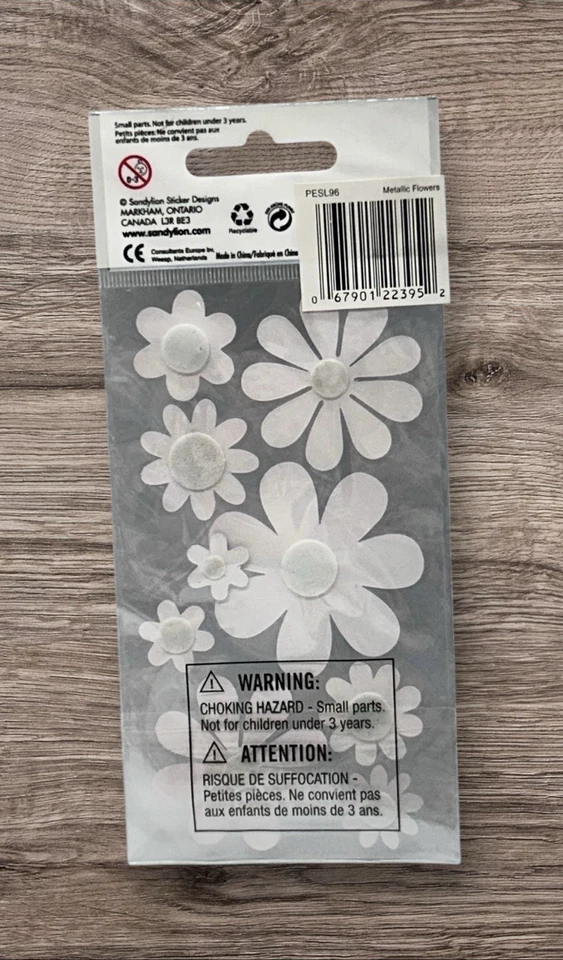 Small parts. Not for children under 3 years.
Petits pièces. Ne convient pas aux
enfants de moins de 3 ans.
0-3
© Sandylion Sticker Designs
MARKHAM, ONTARIO
CANADA L3R 8E3
www.sandylion.com
Recyclable
CE Consultants Europe Inc.
Weesp, Netherlands
Made in China/Fabriqué en Chine
PESL96 Metallic Flowers
0 67901 22395 2
WARNING:
CHOKING HAZARD - Small parts.
Not for children under 3 years.
ATTENTION:
RISQUE DE SUFFOCATION -
Petites pièces. Ne convient pas
aux enfants de moins de 3 ans.